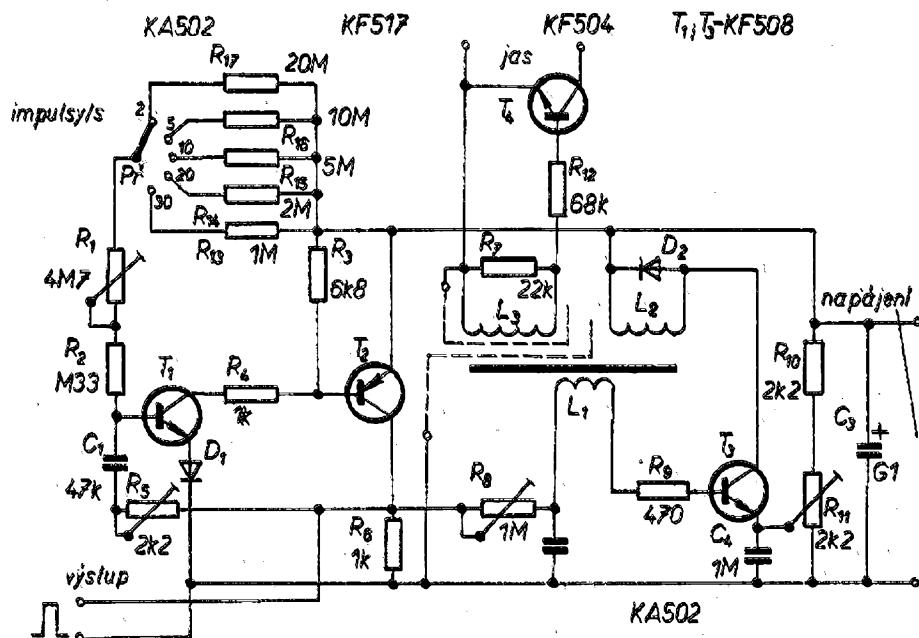 KA502 KF517 KF504 T1,T3-KF508
R17
20M
jas
T4
impulsy/s
2
5
10
20
30
Př
R16
10M
R15
5M
R14
2M
R13
1M
R12
68k
R1
4M7
R3
6k8
R7
22k
D2
L3
L2
napájení
R2
M33
T1
R4
1k
T2
R10
2k2
L1
C3
+
G1
C1
47k
D1
R5
2k2
R8
1M
R9
470
T3
R11
2k2
R6
1k
C4
1M
výstup
KA502